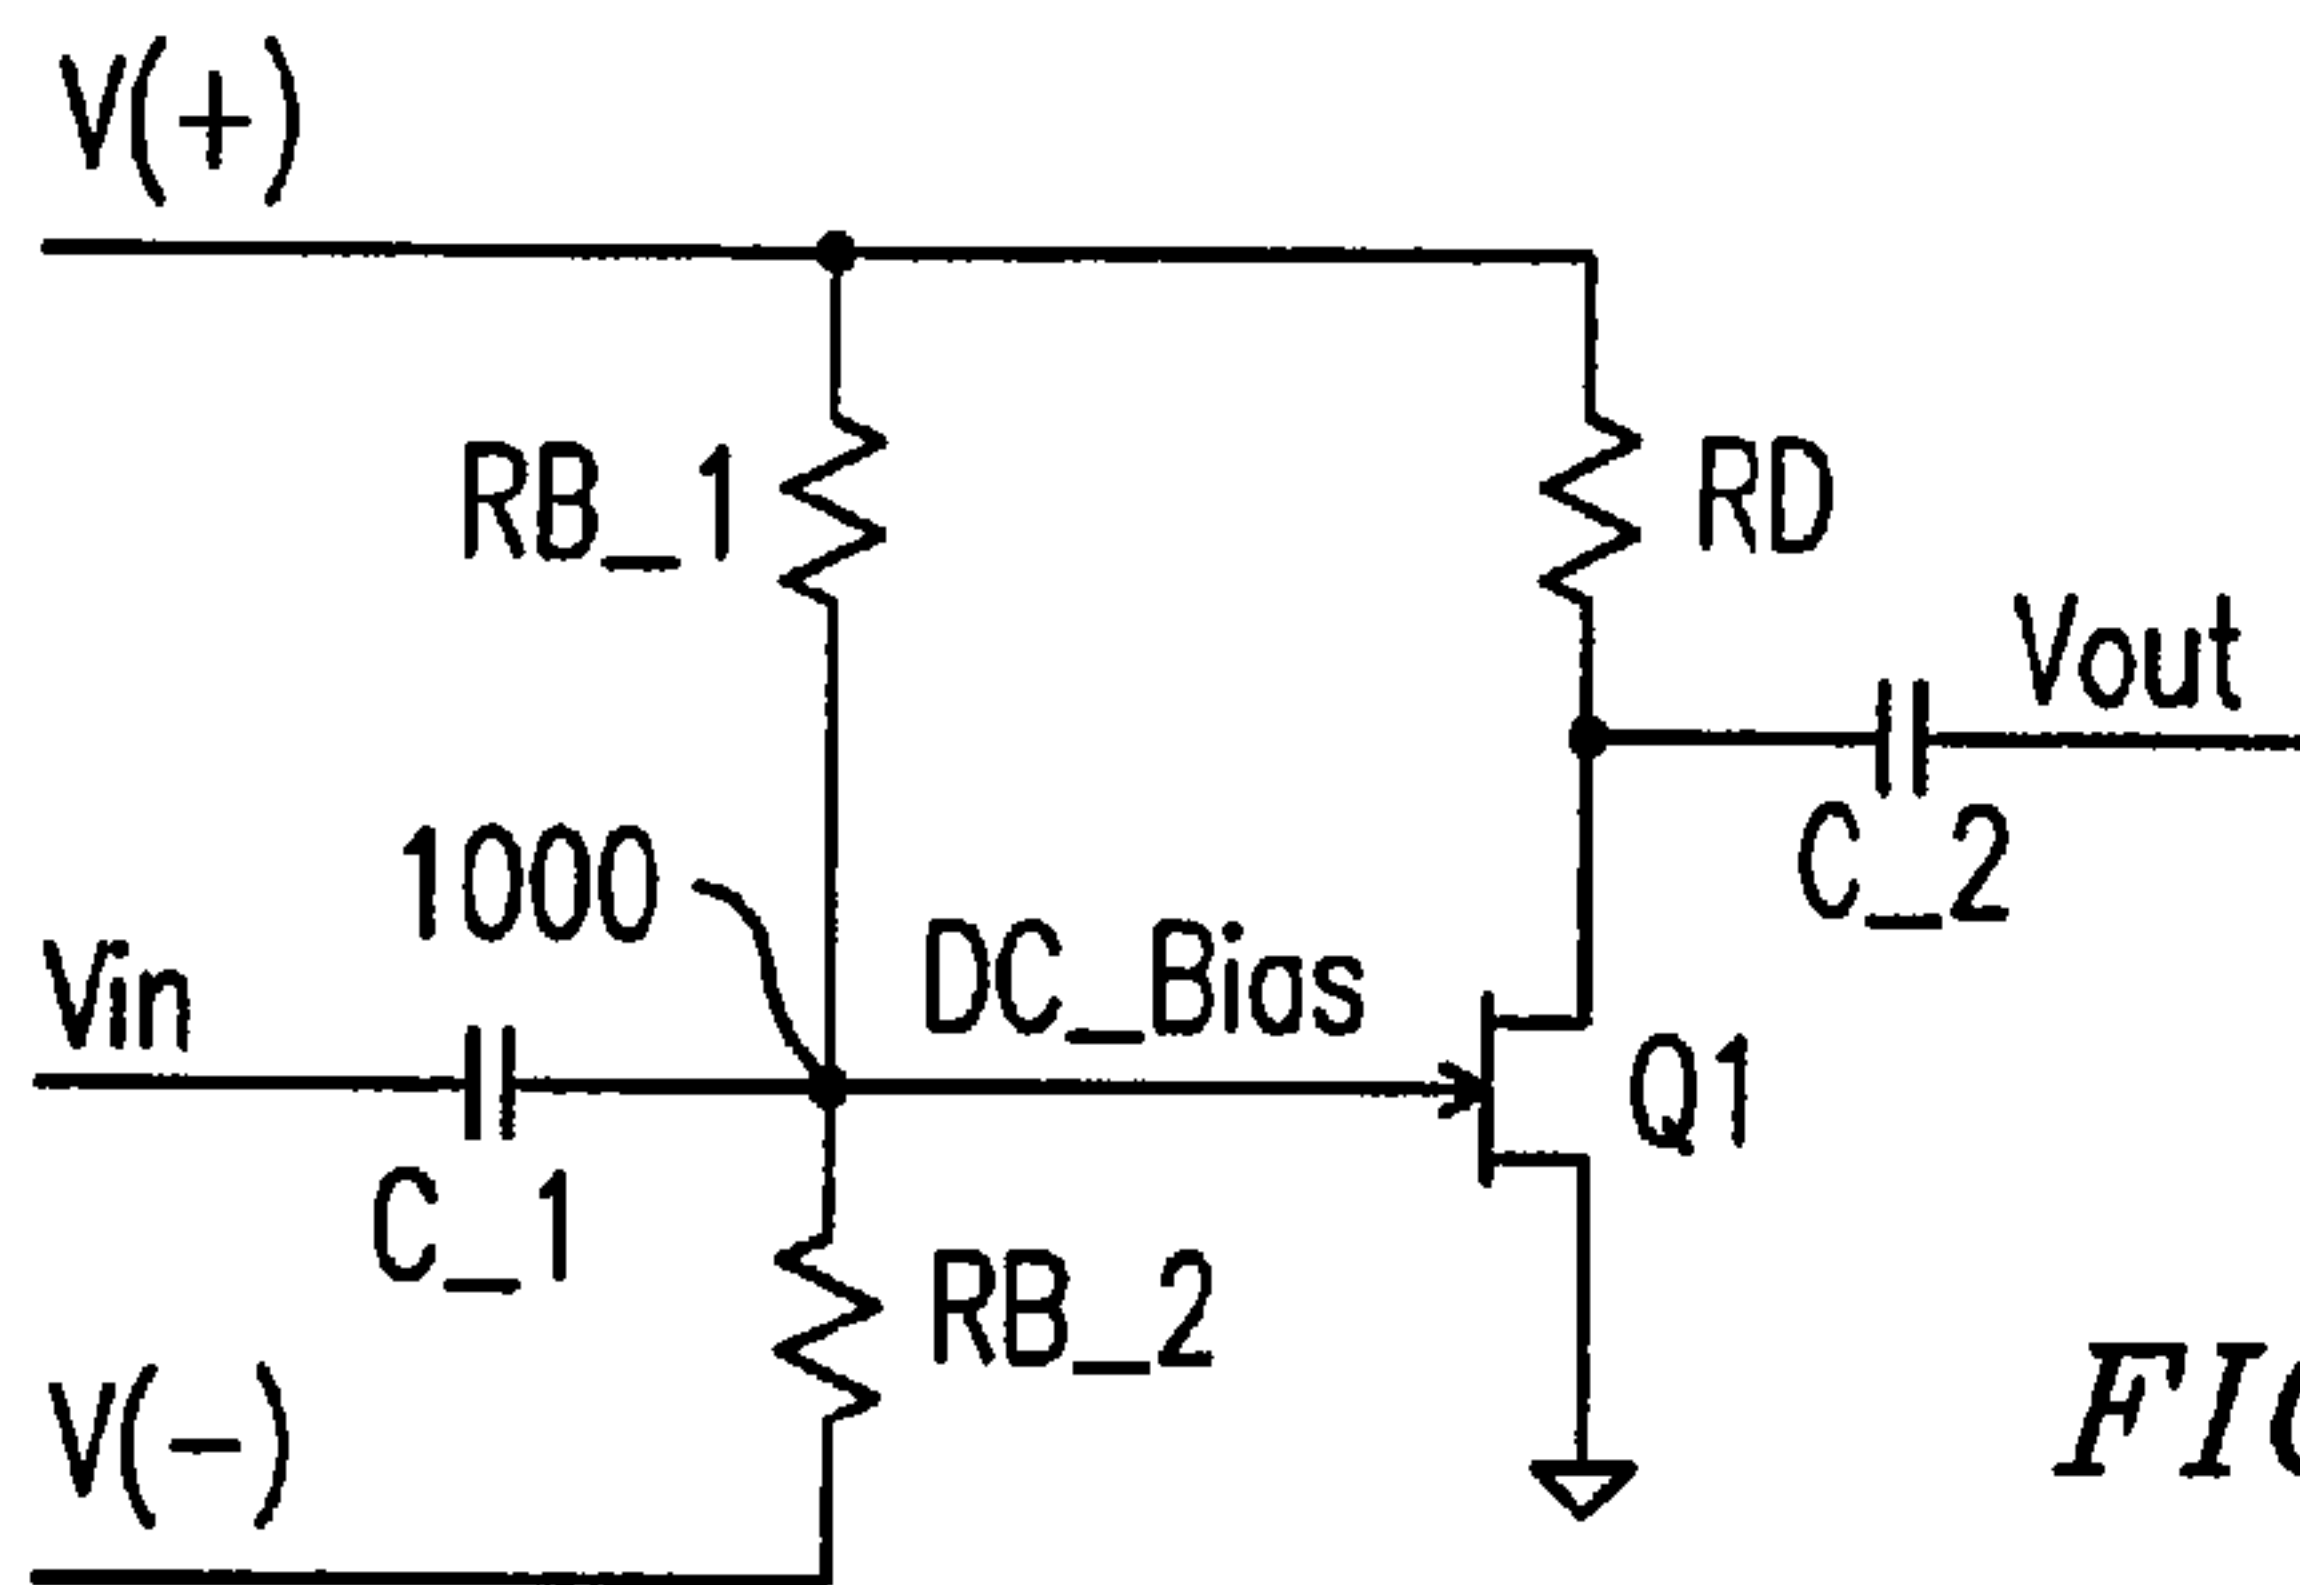 V(+)
RB_1
RD
Vout
1000
C_2
Vin
DC_Bias
Q1
C_1
RB_2
V(-)